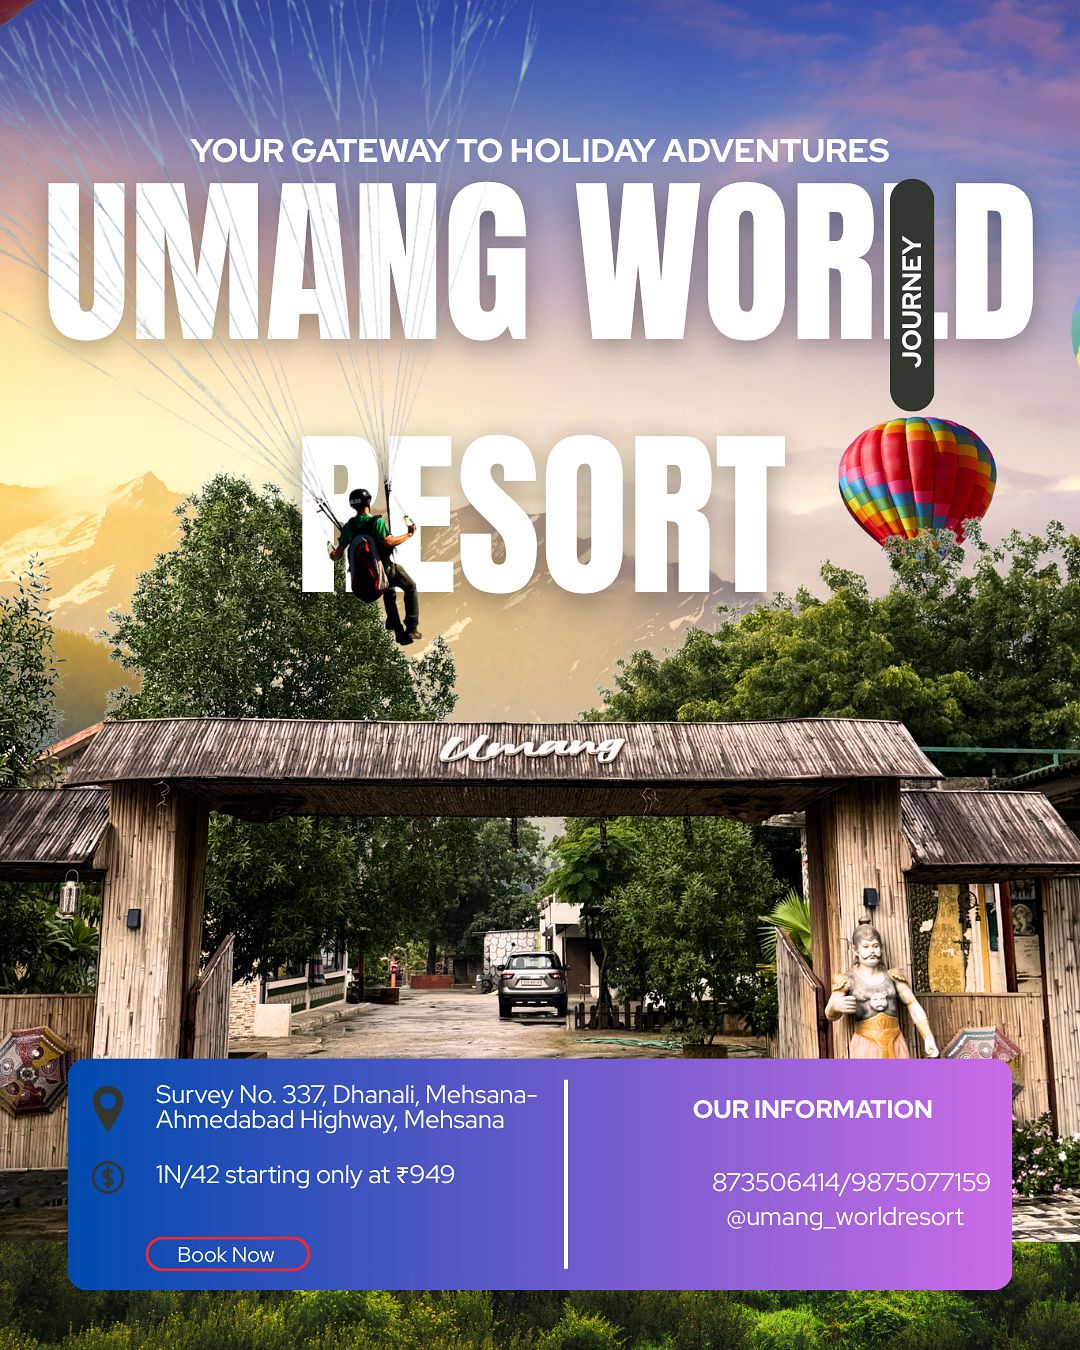 YOUR GATEWAY TO HOLIDAY ADVENTURES
UMANG WORLD
JOURNEY
RESORT
Umang
Survey No. 337, Dhanali, Mehsana-
Ahmedabad Highway, Mehsana
1N/42 starting only at ₹949
Book Now
OUR INFORMATION
873506414/9875077159
@umang_worldresort